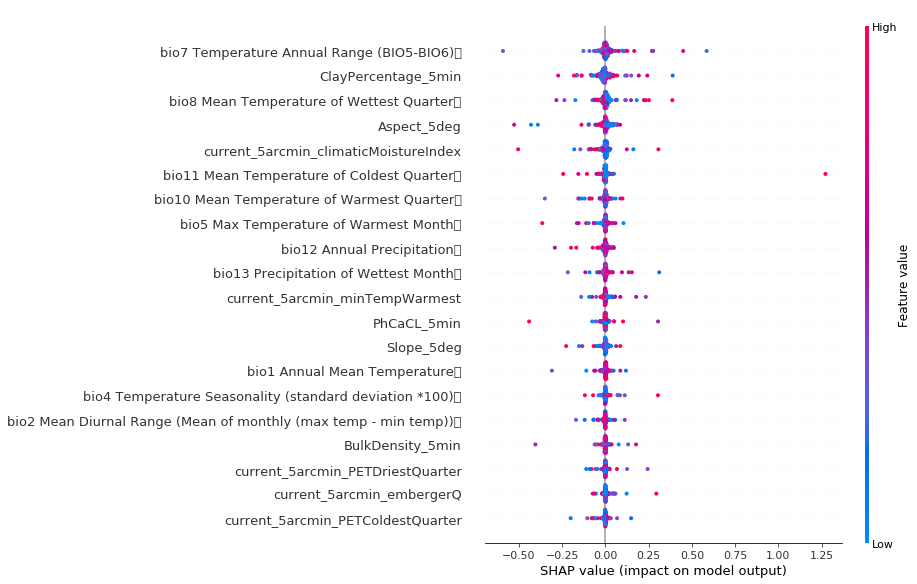 High
bio7 Temperature Annual Range (BIO5-BIO6)
ClayPercentage_5min
bio8 Mean Temperature of Wettest Quarter
Aspect_5deg
current_5arcmin_climaticMoistureIndex
bio11 Mean Temperature of Coldest Quarter
bio10 Mean Temperature of Warmest Quarter
bio5 Max Temperature of Warmest Month
bio12 Annual Precipitation
bio13 Precipitation of Wettest Month
current_5arcmin_minTempWarmest
PhCaCL_5min
Slope_5deg
bio1 Annual Mean Temperature
bio4 Temperature Seasonality (standard deviation *100)
bio2 Mean Diurnal Range (Mean of monthly (max temp - min temp))
BulkDensity_5min
current_5arcmin_PETDriestQuarter
current_5arcmin_embergerQ
current_5arcmin_PETColdestQuarter
Feature value
Low
−0.50 −0.25 0.00 0.25 0.50 0.75 1.00 1.25
SHAP value (impact on model output)